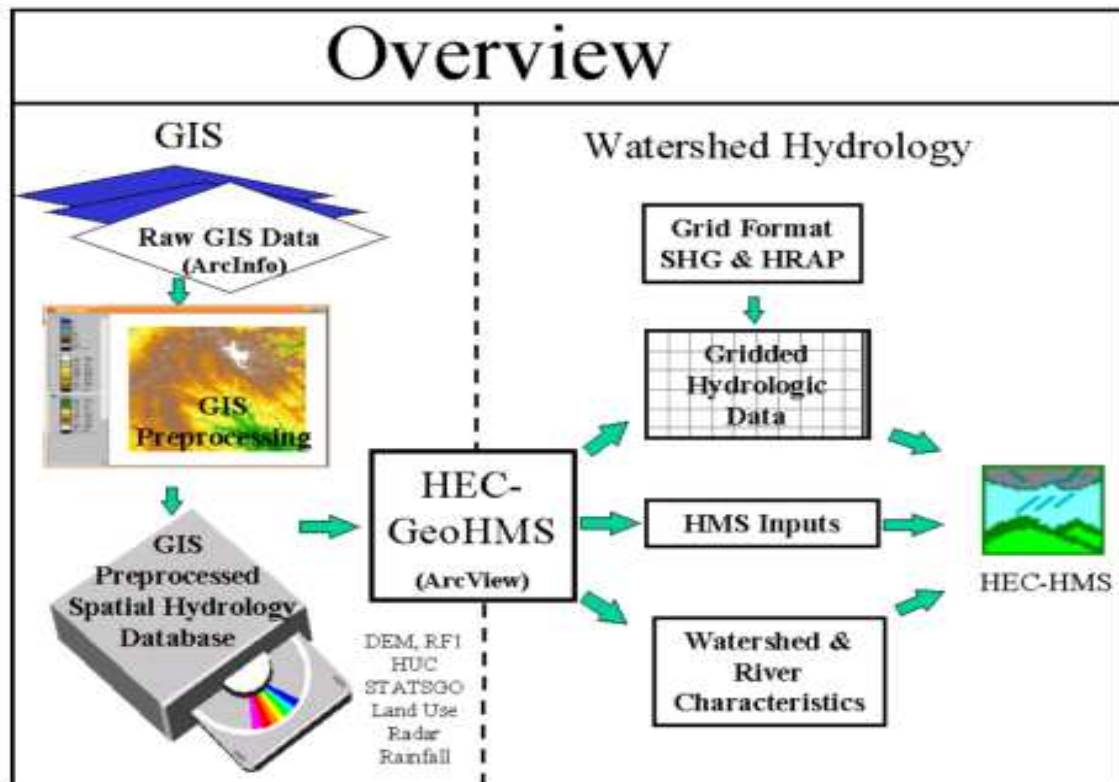 Overview
GIS
Raw GIS Data
(ArcInfo)
GIS
Preprocessing
GIS
Preprocessed
Spatial Hydrology
Database
DEM, RF1
HUC
STATSGO
Land Use
Radar
Rainfall
HEC-
GeoHMS
(ArcView)
Watershed Hydrology
Grid Format
SHG & HRAP
Gridded
Hydrologic
Data
HMS Inputs
Watershed &
River
Characteristics
HEC-HMS